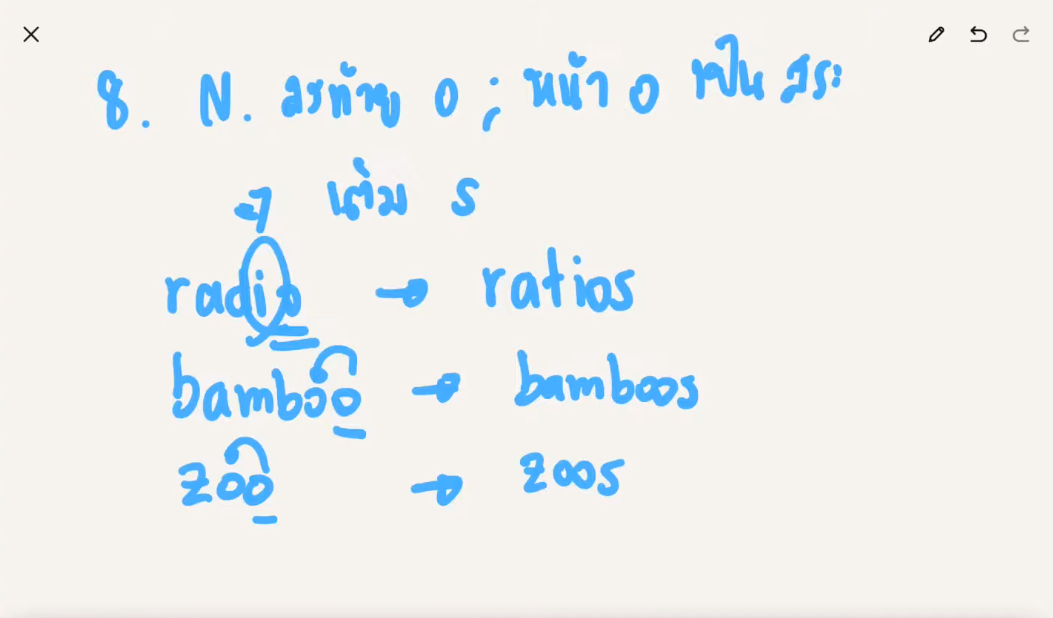 8. N. ลงท้าย o ; หน้า o เป็น สระ
→ เติม s
radio → ratios
bamboo → bamboos
zoo → zoos